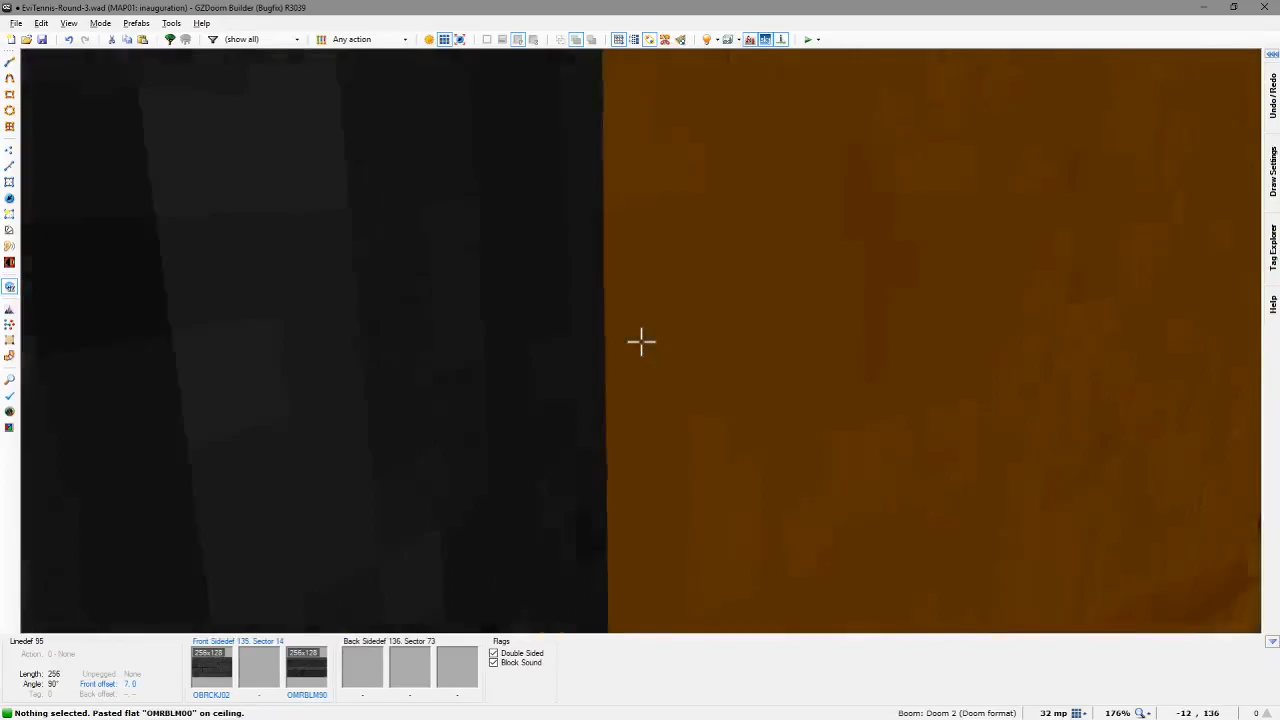 EviTennis-Round-3.wad (MAP01: inauguration) - GZDoom Builder (Bugfix) R3039
File Edit View Mode Prefabs Tools Help
(show all) Any action
Undo / Redo
Draw Settings
Tag Explorer
Help
Linedef 95
Action: 0 - None
Length: 256 Unpegged: None
Angle: 90° Front offset: 7, 0
Tag: 0 Back offset: --, --
Front Sidedef 135. Sector 14
256x128 256x128
OBRCKJ02 - OMRBLM90
Back Sidedef 136. Sector 73
- - -
Flags
Double Sided
Block Sound
Nothing selected. Pasted flat "OMRBLM00" on ceiling.
Boom: Doom 2 (Doom format) 32 mp 176% -12 , 136 0